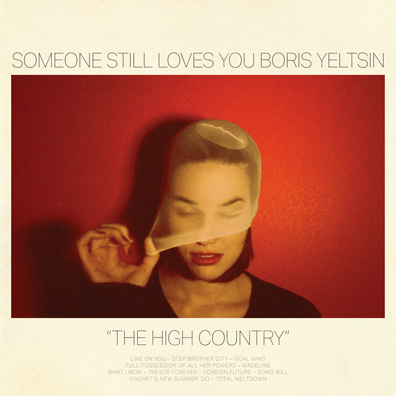 SOMEONE STILL LOVES YOU BORIS YELTSIN
"THE HIGH COUNTRY"
LINE ON YOU – STEP BROTHER CITY – GOAL MIND
FULL POSSESSION OF ALL HER POWERS – MADELINE
WHAT I WON – TREVOR FOREVER – FOREIGN FUTURE – SONG WILL
MAGNET'S NEW SUMMER 'DO – TOTAL MELTDOWN